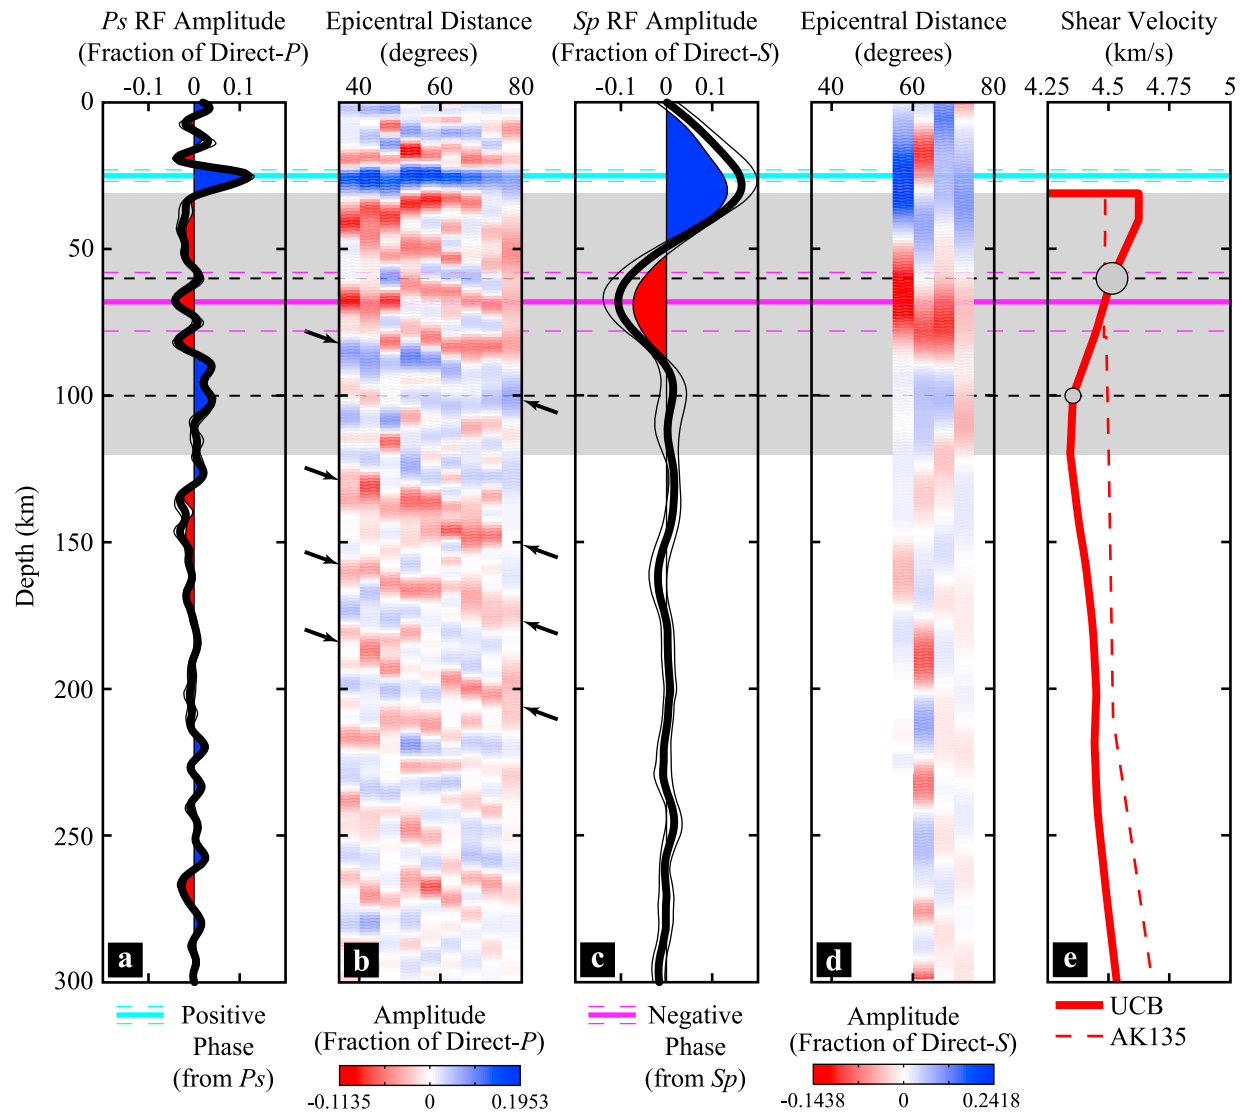 Ps RF Amplitude
(Fraction of Direct-P)
-0.1 0 0.1
Epicentral Distance
(degrees)
40 60 80
Sp RF Amplitude
(Fraction of Direct-S)
-0.1 0 0.1
Epicentral Distance
(degrees)
40 60 80
Shear Velocity
(km/s)
4.25 4.5 4.75 5
Depth (km)
0
50
100
150
200
250
300
a
b
c
d
e
Positive
Phase
(from Ps)
Amplitude
(Fraction of Direct-P)
-0.1135 0 0.1953
Negative
Phase
(from Sp)
Amplitude
(Fraction of Direct-S)
-0.1438 0 0.2418
UCB
AK135